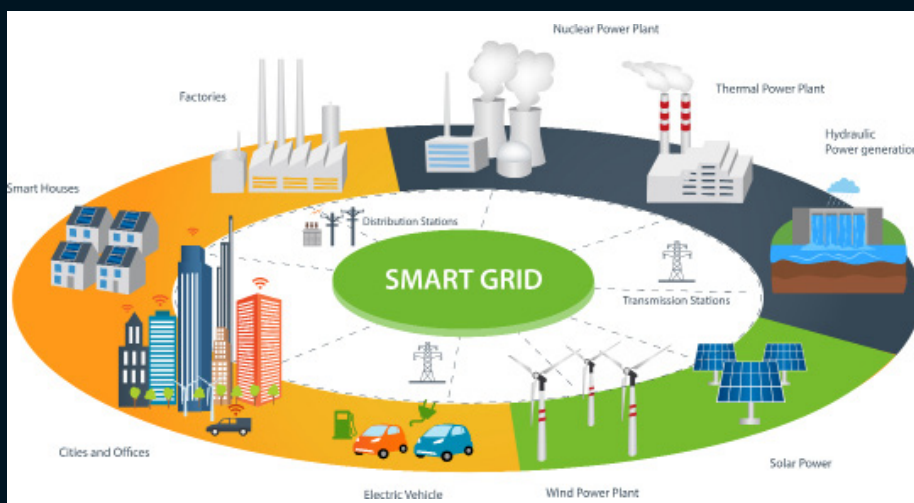 Nuclear Power Plant
Factories
Thermal Power Plant
Hydraulic
Power generation
Smart Houses
Distribution Stations
SMART GRID
Transmission Stations
Cities and Offices
Solar Power
Electric Vehicle
Wind Power Plant